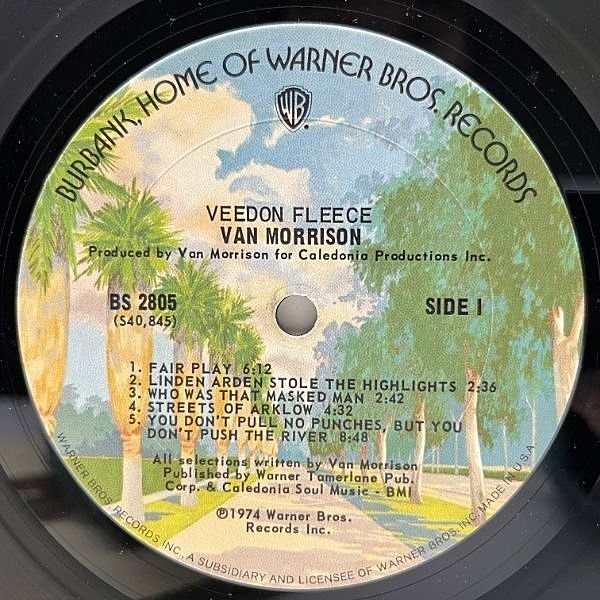 BURBANK, HOME OF WARNER BROS. RECORDS
WB
VEEDON FLEECE
VAN MORRISON
Produced by Van Morrison for Caledonia Productions Inc.
BS 2805
SIDE I
(S40,845)
1. FAIR PLAY 6:12
2. LINDEN ARDEN STOLE THE HIGHLIGHTS 2:36
3. WHO WAS THAT MASKED MAN 2:42
4. STREETS OF ARKLOW 4:32
5. YOU DON'T PULL NO PUNCHES, BUT YOU
DON'T PUSH THE RIVER 8:48
All selections written by Van Morrison
Published by Warner Tamerlane Pub.
Corp. & Caledonia Soul Music - BMI
℗1974 Warner Bros.
Records Inc.
WARNER BROS. RECORDS INC., A SUBSIDIARY AND LICENSEE OF WARNER BROS. INC. MADE IN U.S.A.